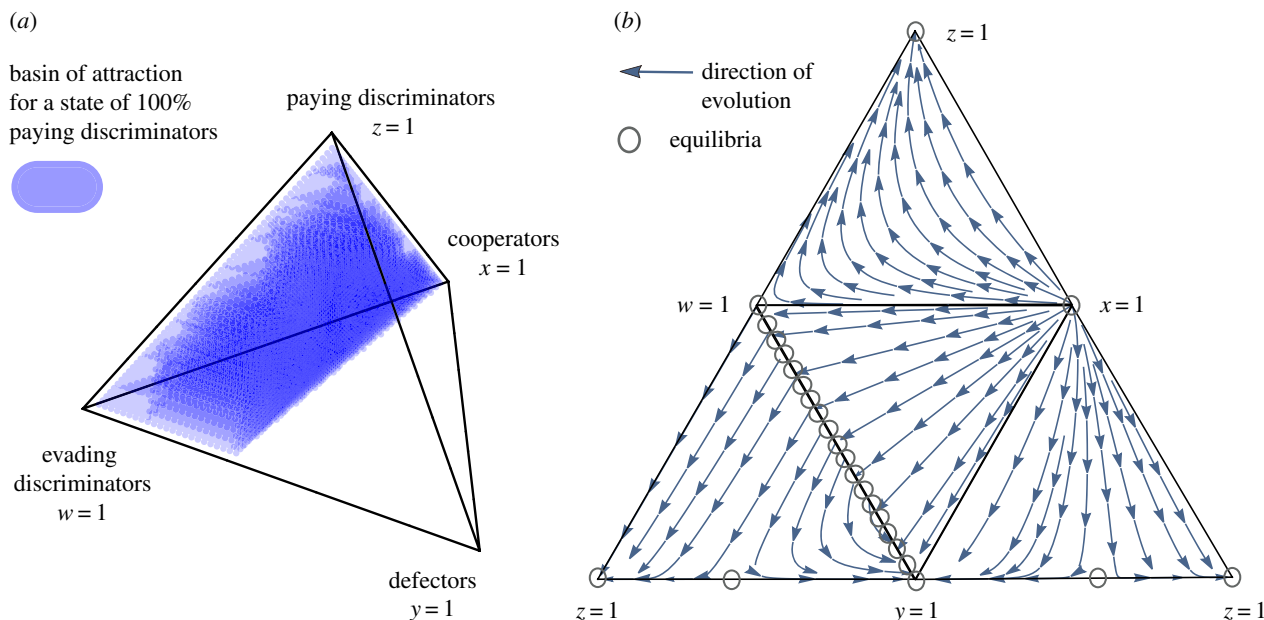 (a)
basin of attraction
for a state of 100%
paying discriminators
paying discriminators
z = 1
cooperators
x = 1
evading
discriminators
w = 1
defectors
y = 1
(b)
direction of
evolution
equilibria
z = 1
w = 1
x = 1
z = 1
y = 1
z = 1